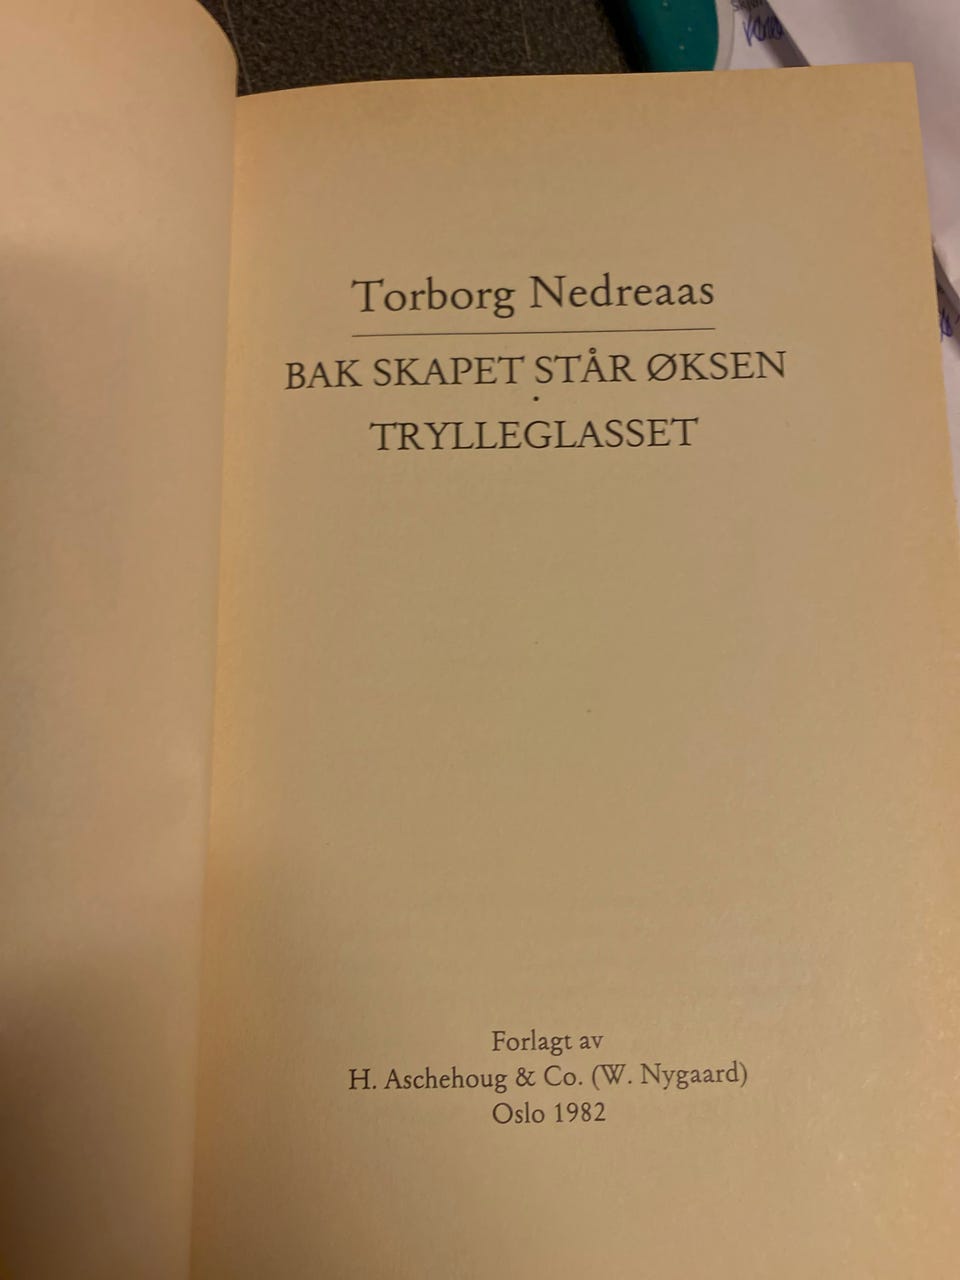 Torborg Nedreaas
BAK SKAPET STÅR ØKSEN
·
TRYLLEGLASSET
Forlagt av
H. Aschehoug & Co. (W. Nygaard)
Oslo 1982